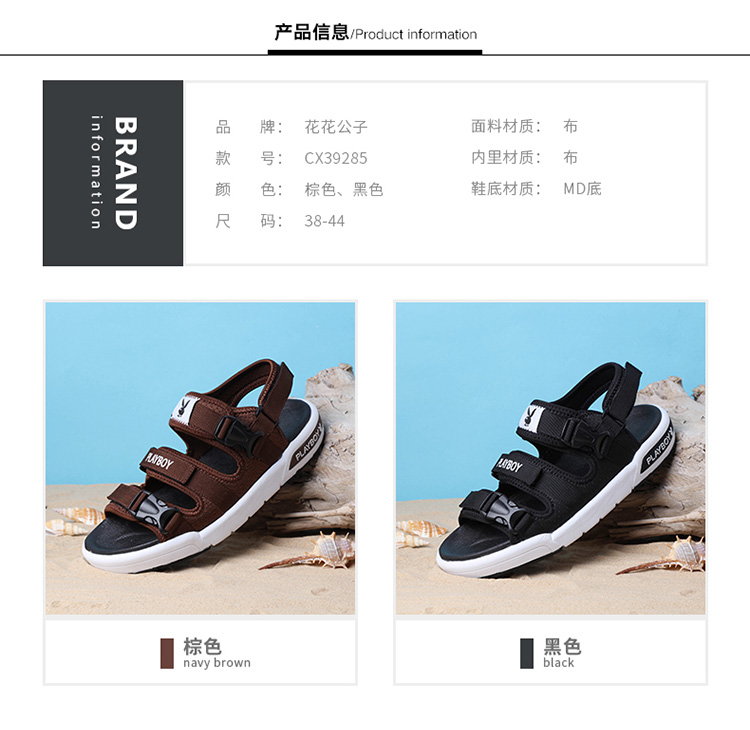 产品信息/Product information
BRAND
information
品 牌： 花花公子
款 号： CX39285
颜 色： 棕色、黑色
尺 码： 38-44
面料材质： 布
内里材质： 布
鞋底材质： MD底
PLAYBOY
PLAYBOY
PLAYBOY
PLAYBOY
棕色
navy brown
黑色
black